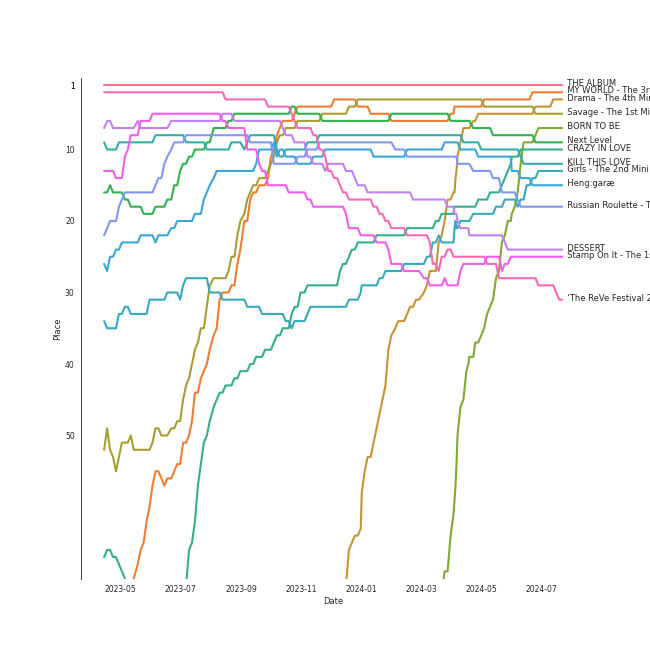 THE ALBUM
MY WORLD - The 3r
Drama - The 4th Min
Savage - The 1st Mi
BORN TO BE
Next Level
CRAZY IN LOVE
KILL THIS LOVE
Girls - The 2nd Mini
Heng:garæ
Russian Roulette - T
DESSERT
Stamp On It - The 1s
'The ReVe Festival 2
1
10
20
30
40
50
Place
2023-05
2023-07
2023-09
2023-11
2024-01
2024-03
2024-05
2024-07
Date